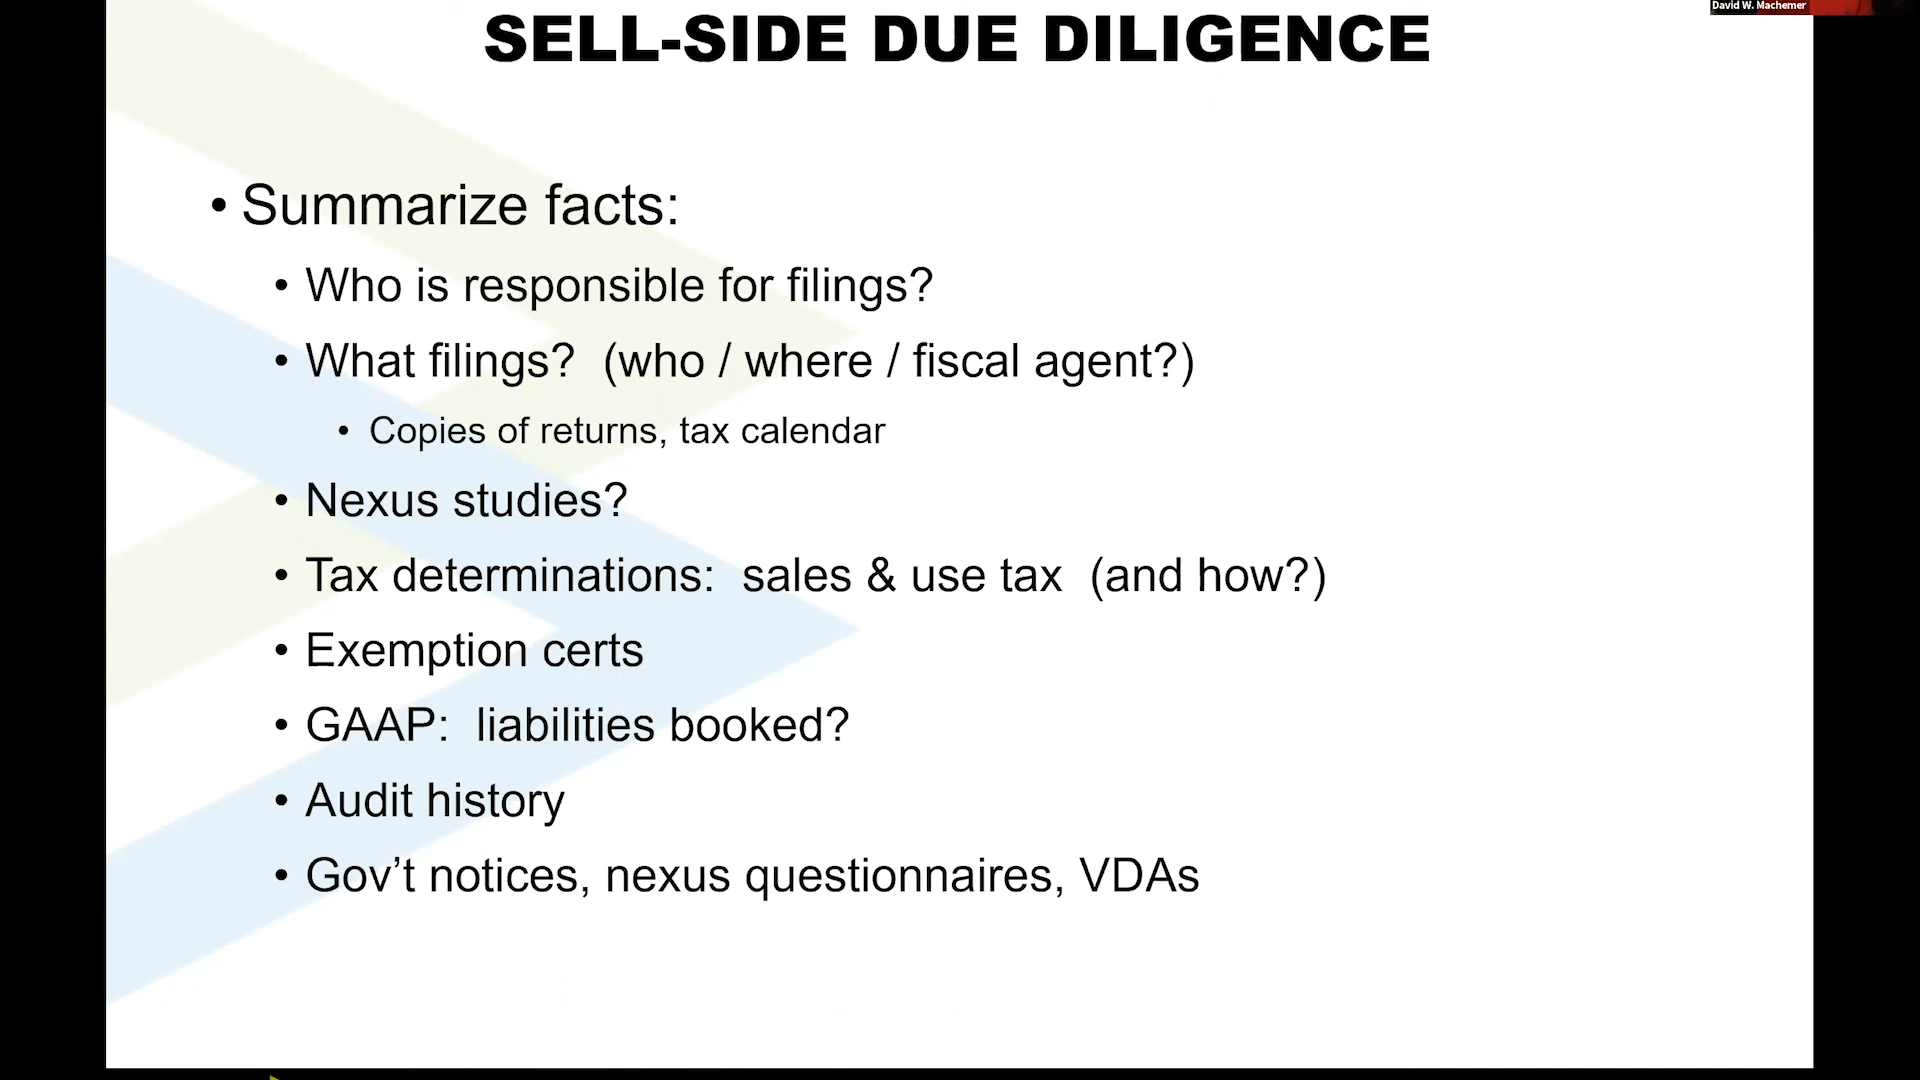 David W. Machemer
SELL-SIDE DUE DILIGENCE
• Summarize facts:
• Who is responsible for filings?
• What filings?  (who / where / fiscal agent?)
• Copies of returns, tax calendar
• Nexus studies?
• Tax determinations:  sales & use tax  (and how?)
• Exemption certs
• GAAP:  liabilities booked?
• Audit history
• Gov’t notices, nexus questionnaires, VDAs